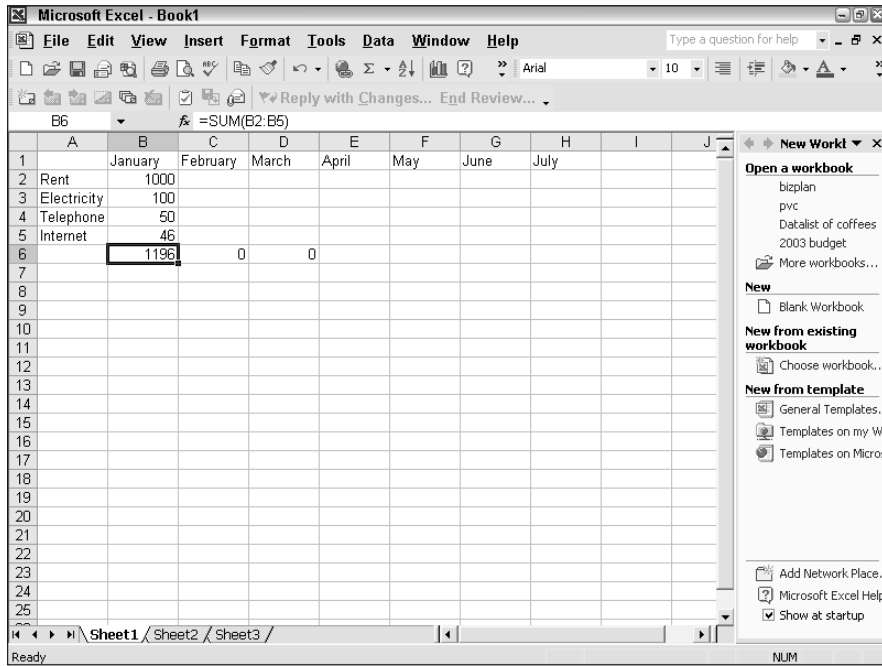 Microsoft Excel - Book1
File Edit View Insert Format Tools Data Window Help Type a question for help
Arial 10
Reply with Changes... End Review...
B6 fx =SUM(B2:B5)
A B C D E F G H I J
1 January February March April May June July
2 Rent 1000
3 Electricity 100
4 Telephone 50
5 Internet 46
6 1196 0 0
7
8
9
10
11
12
13
14
15
16
17
18
19
20
21
22
23
24
25
Sheet1 Sheet2 Sheet3
Ready NUM
New Workb
Open a workbook
bizplan
pvc
Datalist of coffees
2003 budget
More workbooks...
New
Blank Workbook
New from existing
workbook
Choose workbook..
New from template
General Templates.
Templates on my W
Templates on Micro
Add Network Place.
Microsoft Excel Help
Show at startup